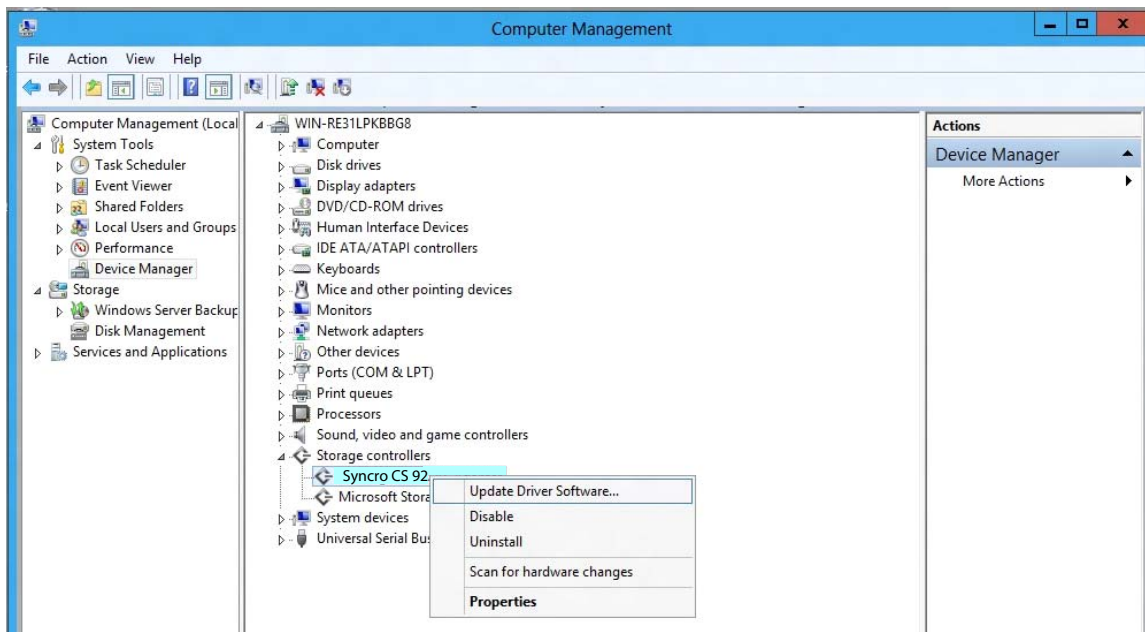 Computer Management
File Action View Help
Computer Management (Local
System Tools
Task Scheduler
Event Viewer
Shared Folders
Local Users and Groups
Performance
Device Manager
Storage
Windows Server Backup
Disk Management
Services and Applications
WIN-RE31LPKBBG8
Computer
Disk drives
Display adapters
DVD/CD-ROM drives
Human Interface Devices
IDE ATA/ATAPI controllers
Keyboards
Mice and other pointing devices
Monitors
Network adapters
Other devices
Ports (COM & LPT)
Print queues
Processors
Sound, video and game controllers
Storage controllers
Syncro CS 92
Microsoft Stora
System devices
Universal Serial Bus
Update Driver Software...
Disable
Uninstall
Scan for hardware changes
Properties
Actions
Device Manager
More Actions